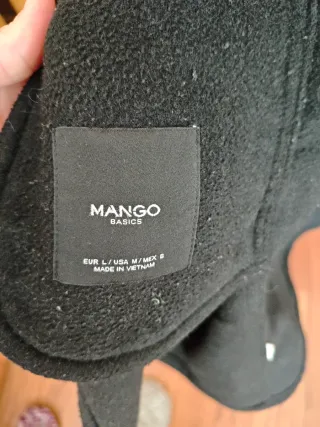 MANGO
BASICS
EUR L / USA M / MEX 8
MADE IN VIETNAM